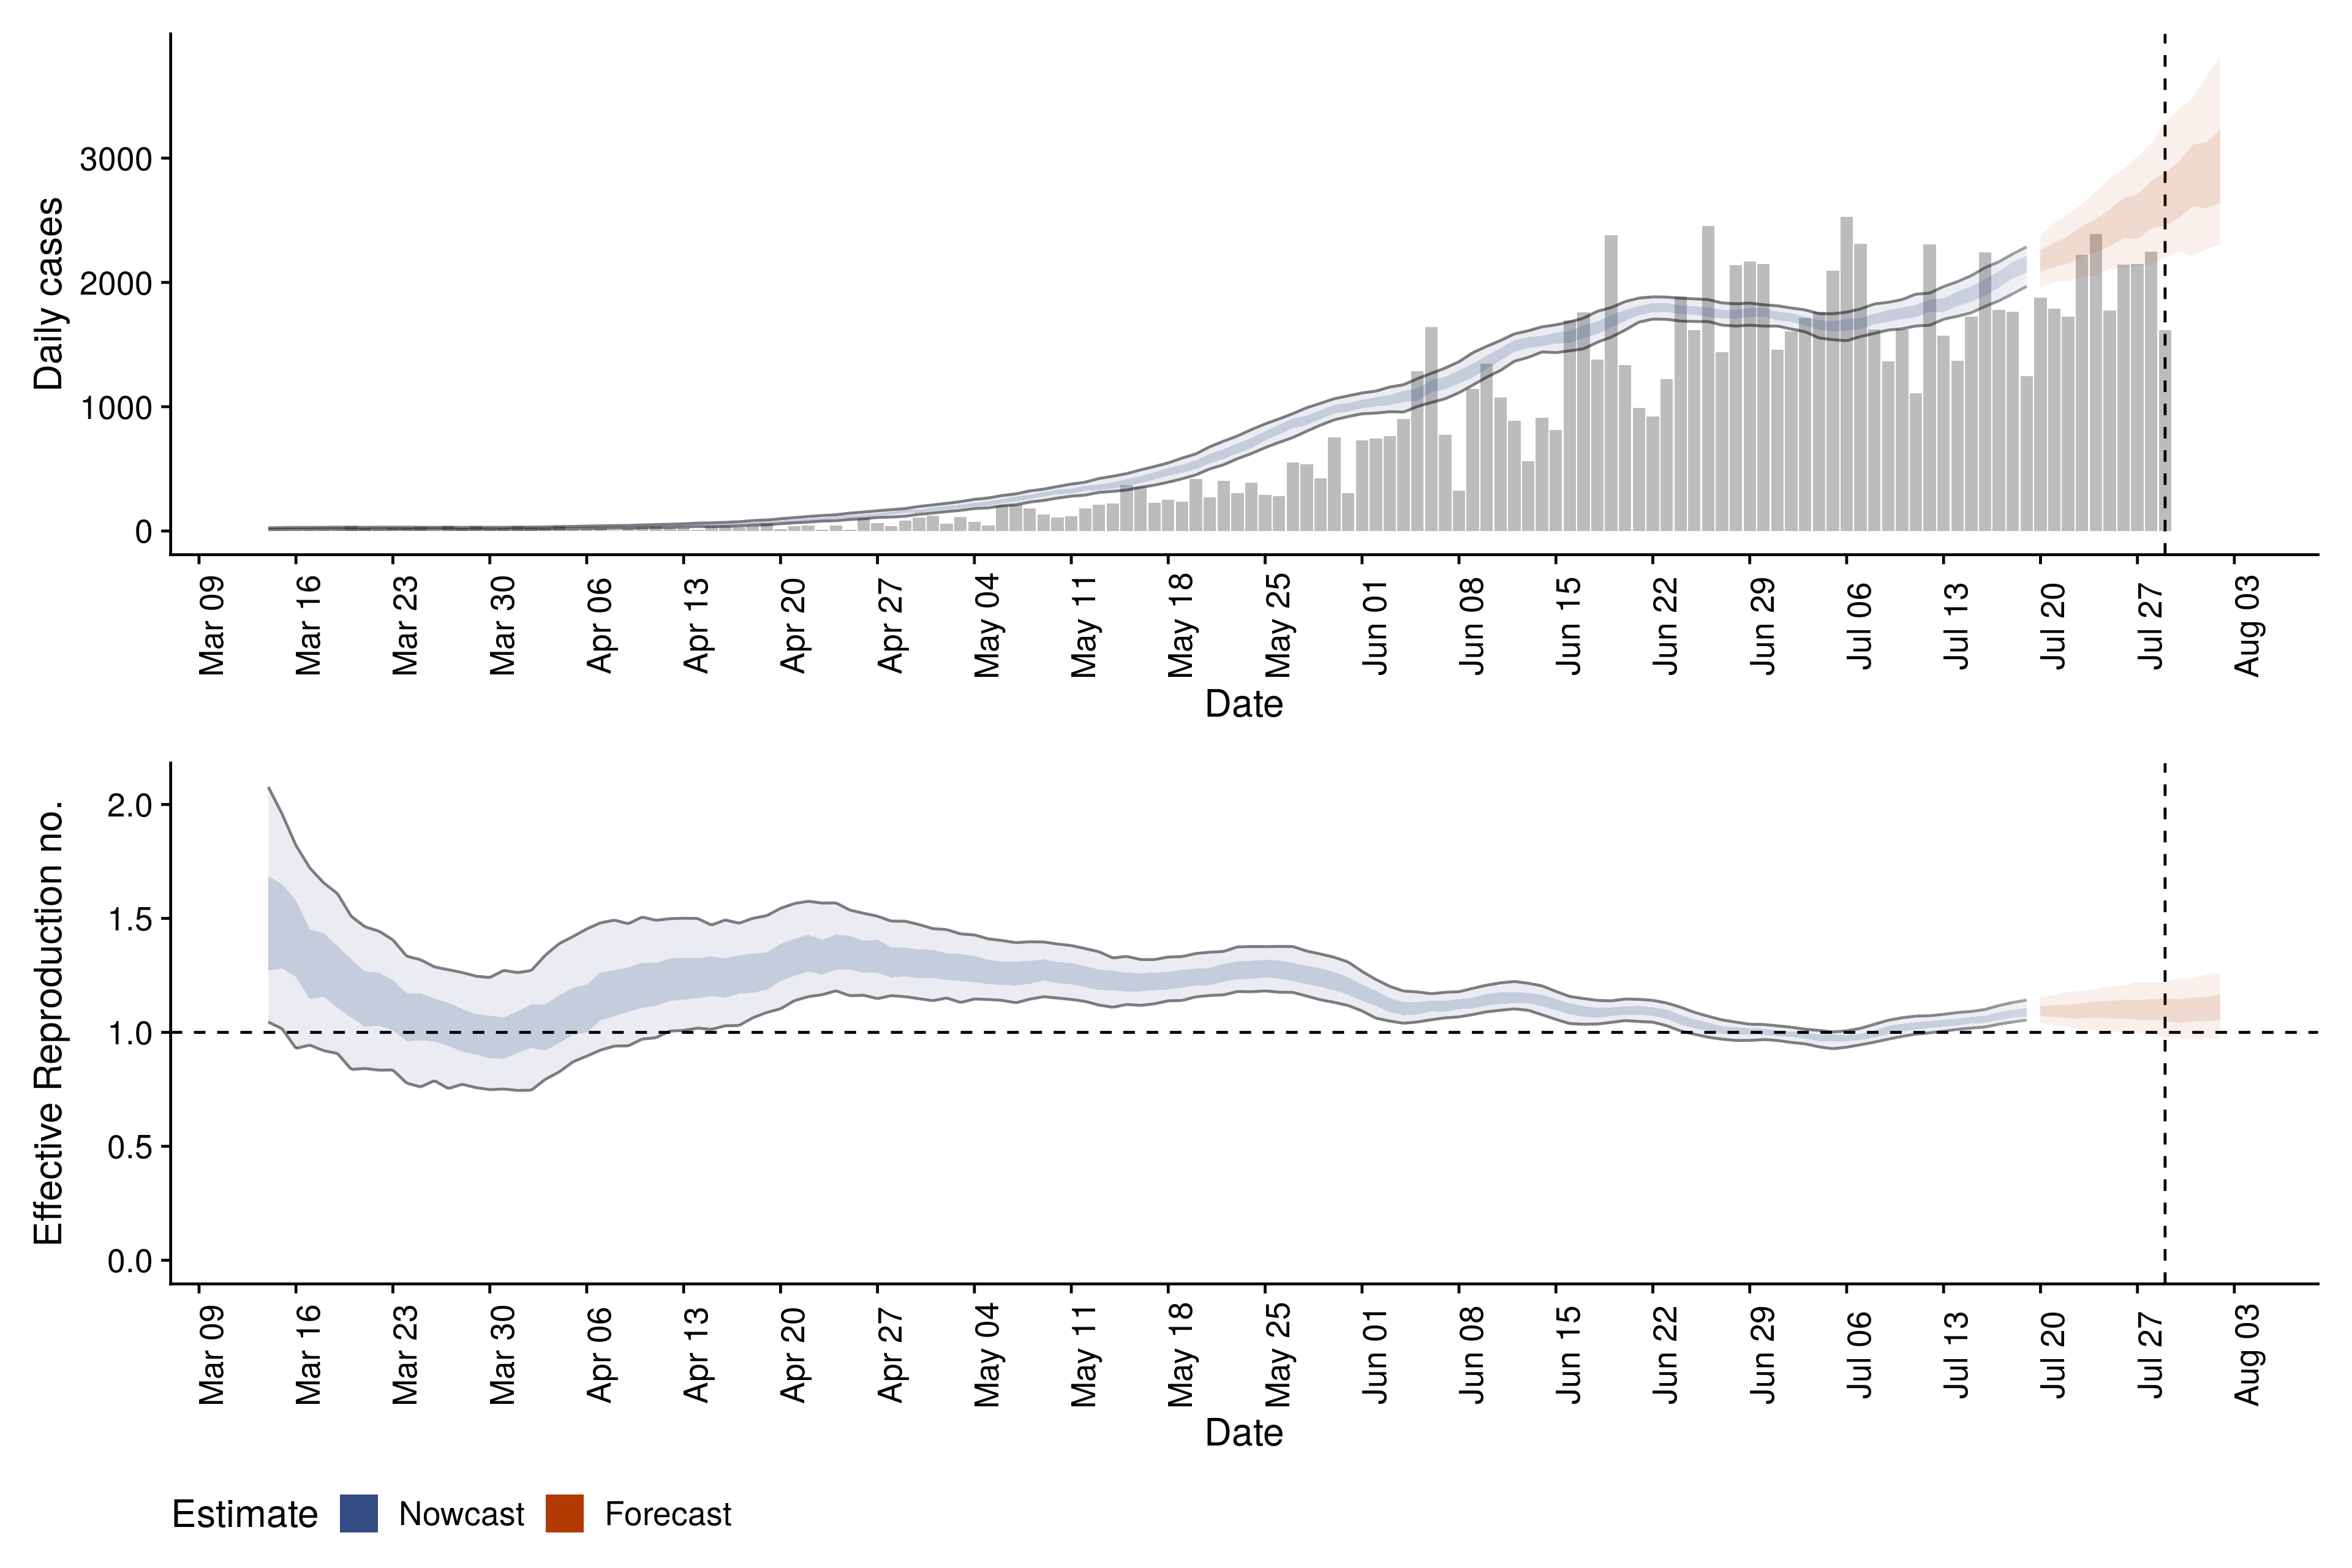 Daily cases
3000
2000
1000
0
Mar 09 Mar 16 Mar 23 Mar 30 Apr 06 Apr 13 Apr 20 Apr 27 May 04 May 11 May 18 May 25 Jun 01 Jun 08 Jun 15 Jun 22 Jun 29 Jul 06 Jul 13 Jul 20 Jul 27 Aug 03
Date
Effective Reproduction no.
2.0
1.5
1.0
0.5
0.0
Mar 09 Mar 16 Mar 23 Mar 30 Apr 06 Apr 13 Apr 20 Apr 27 May 04 May 11 May 18 May 25 Jun 01 Jun 08 Jun 15 Jun 22 Jun 29 Jul 06 Jul 13 Jul 20 Jul 27 Aug 03
Date
Estimate Nowcast Forecast